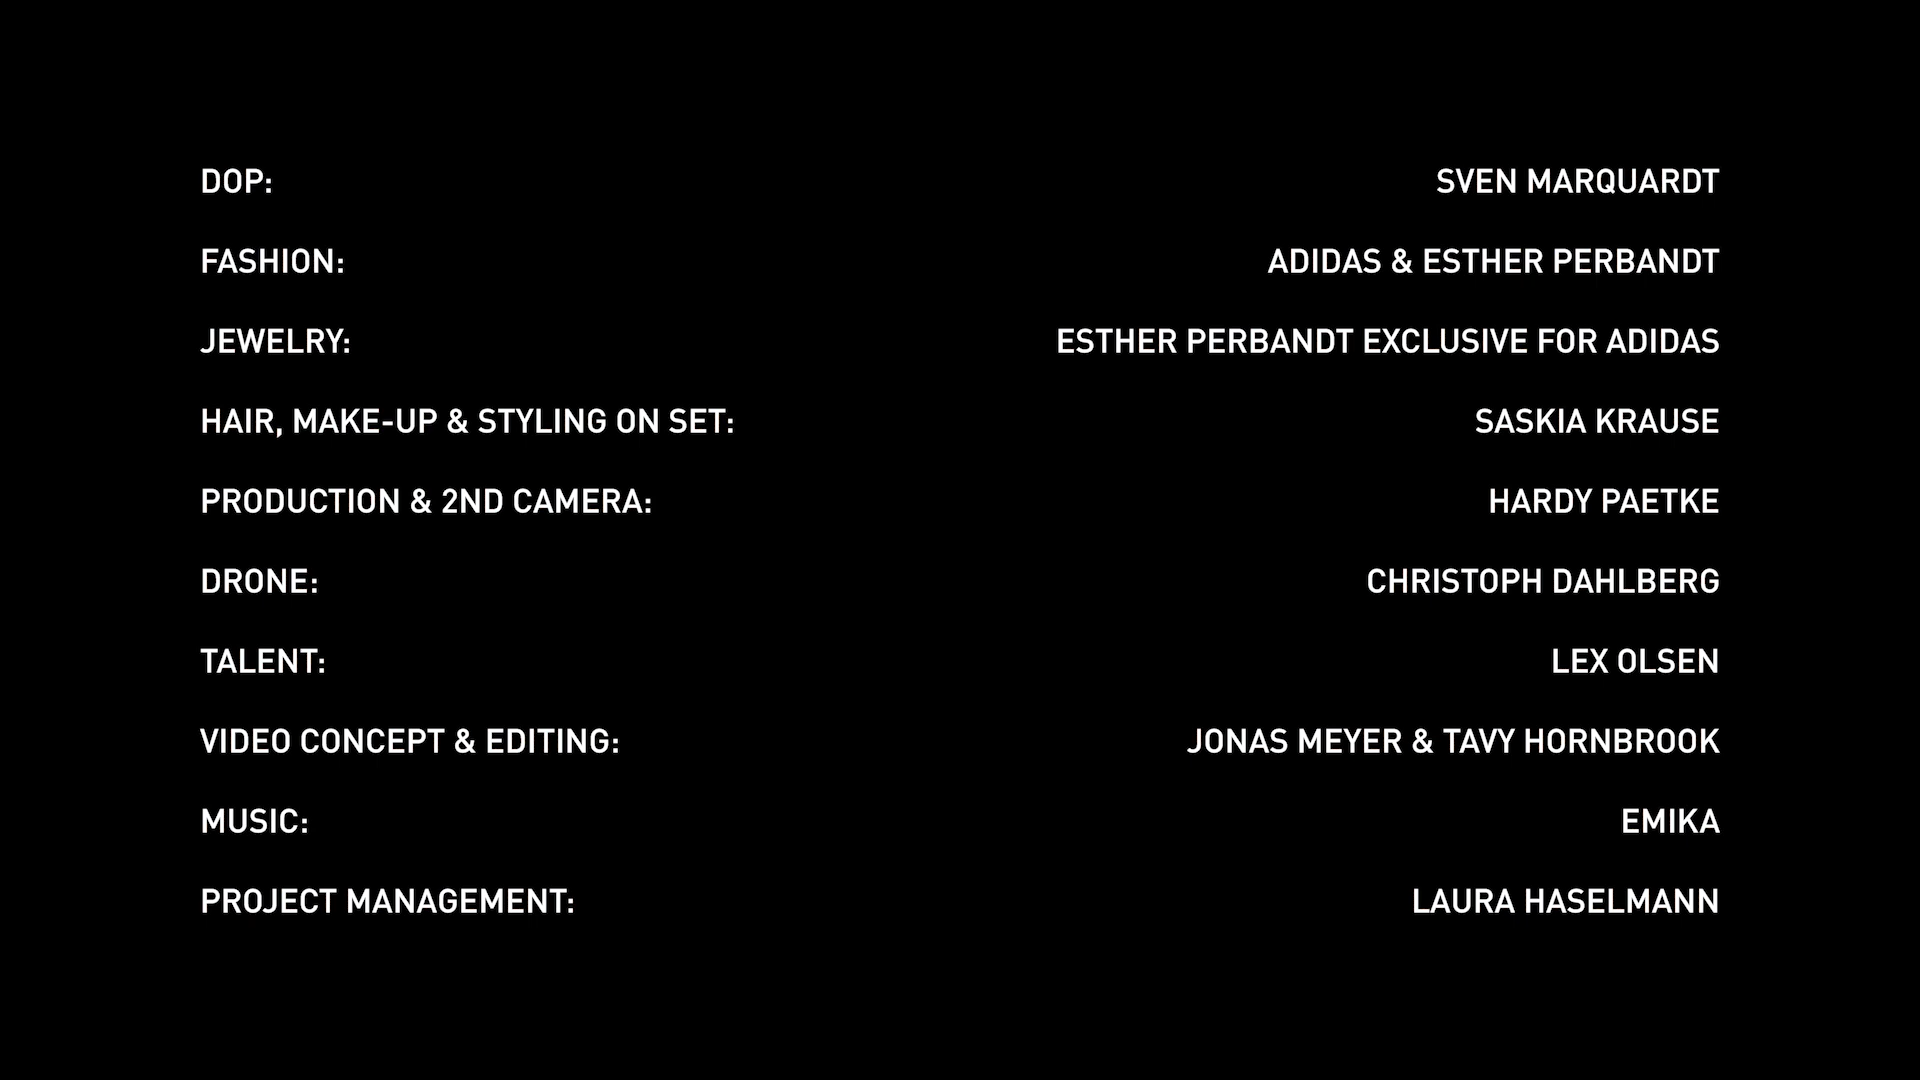 DOP: SVEN MARQUARDT
FASHION: ADIDAS & ESTHER PERBANDT
JEWELRY: ESTHER PERBANDT EXCLUSIVE FOR ADIDAS
HAIR, MAKE-UP & STYLING ON SET: SASKIA KRAUSE
PRODUCTION & 2ND CAMERA: HARDY PAETKE
DRONE: CHRISTOPH DAHLBERG
TALENT: LEX OLSEN
VIDEO CONCEPT & EDITING: JONAS MEYER & TAVY HORNBROOK
MUSIC: EMIKA
PROJECT MANAGEMENT: LAURA HASELMANN